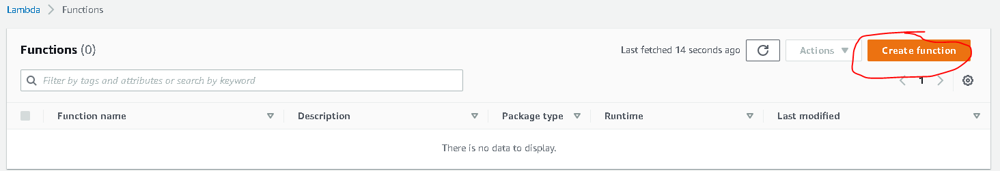 Lambda > Functions
Functions (0)
Last fetched 14 seconds ago
Actions
Create function
Filter by tags and attributes or search by keyword
1
Function name
Description
Package type
Runtime
Last modified
There is no data to display.